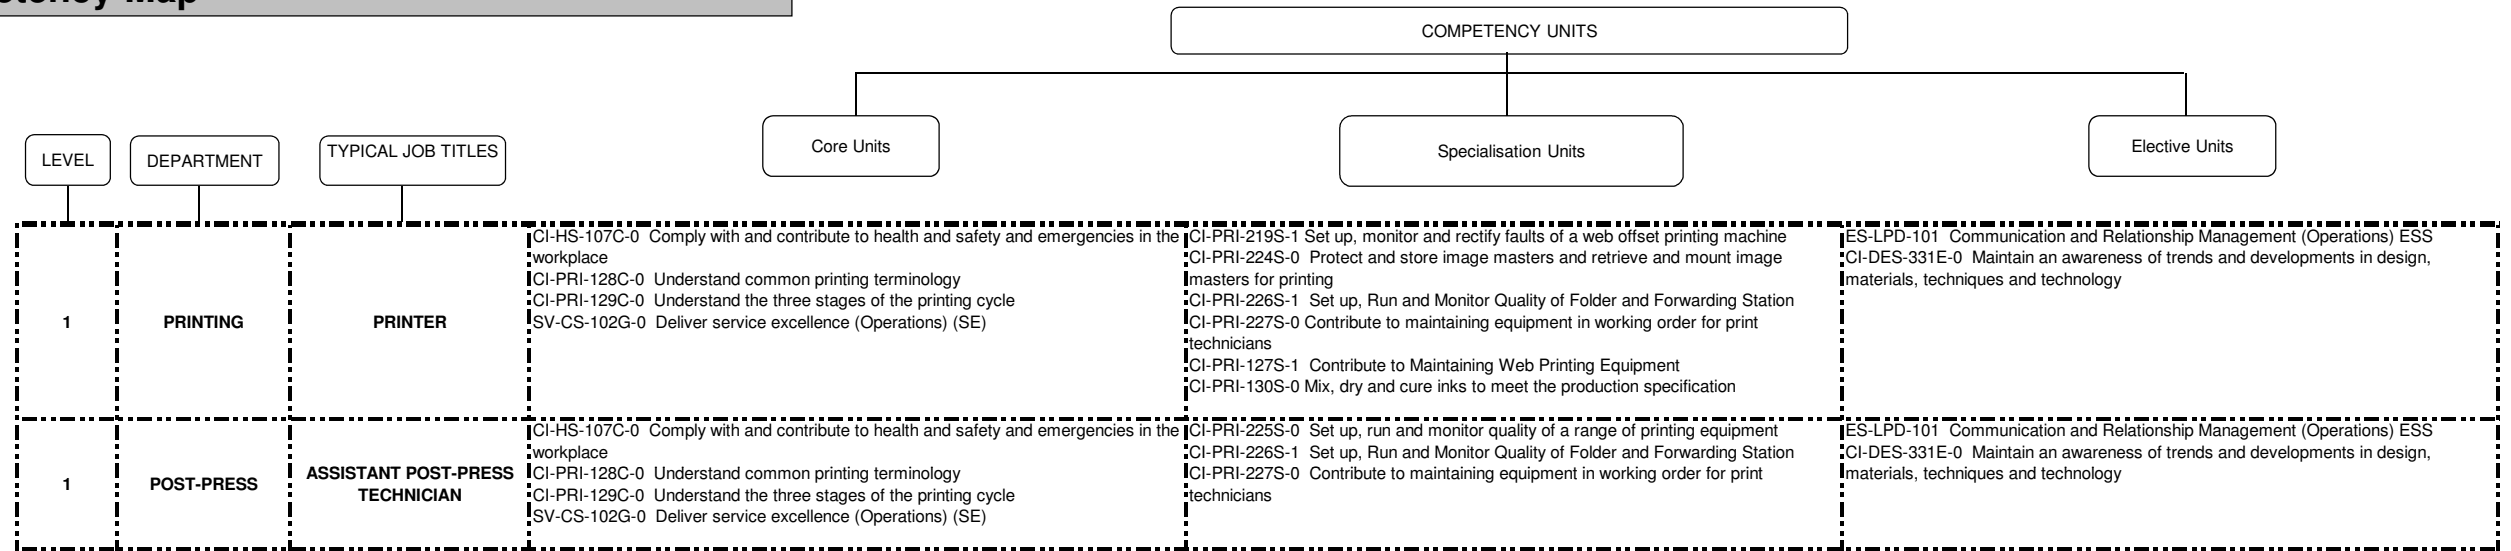 COMPETENCY UNITS
Core Units
Specialisation Units
Elective Units
LEVEL
DEPARTMENT
TYPICAL JOB TITLES
1
PRINTING
PRINTER
CI-HS-107C-0 Comply with and contribute to health and safety and emergencies in the
workplace
CI-PRI-128C-0 Understand common printing terminology
CI-PRI-129C-0 Understand the three stages of the printing cycle
SV-CS-102G-0 Deliver service excellence (Operations) (SE)
CI-PRI-219S-1 Set up, monitor and rectify faults of a web offset printing machine
CI-PRI-224S-0 Protect and store image masters and retrieve and mount image
masters for printing
CI-PRI-226S-1 Set up, Run and Monitor Quality of Folder and Forwarding Station
CI-PRI-227S-0 Contribute to maintaining equipment in working order for print
technicians
CI-PRI-127S-1 Contribute to Maintaining Web Printing Equipment
CI-PRI-130S-0 Mix, dry and cure inks to meet the production specification
ES-LPD-101 Communication and Relationship Management (Operations) ESS
CI-DES-331E-0 Maintain an awareness of trends and developments in design,
materials, techniques and technology
1
POST-PRESS
ASSISTANT POST-PRESS
TECHNICIAN
CI-HS-107C-0 Comply with and contribute to health and safety and emergencies in the
workplace
CI-PRI-128C-0 Understand common printing terminology
CI-PRI-129C-0 Understand the three stages of the printing cycle
SV-CS-102G-0 Deliver service excellence (Operations) (SE)
CI-PRI-225S-0 Set up, run and monitor quality of a range of printing equipment
CI-PRI-226S-1 Set up, Run and Monitor Quality of Folder and Forwarding Station
CI-PRI-227S-0 Contribute to maintaining equipment in working order for print
technicians
ES-LPD-101 Communication and Relationship Management (Operations) ESS
CI-DES-331E-0 Maintain an awareness of trends and developments in design,
materials, techniques and technology